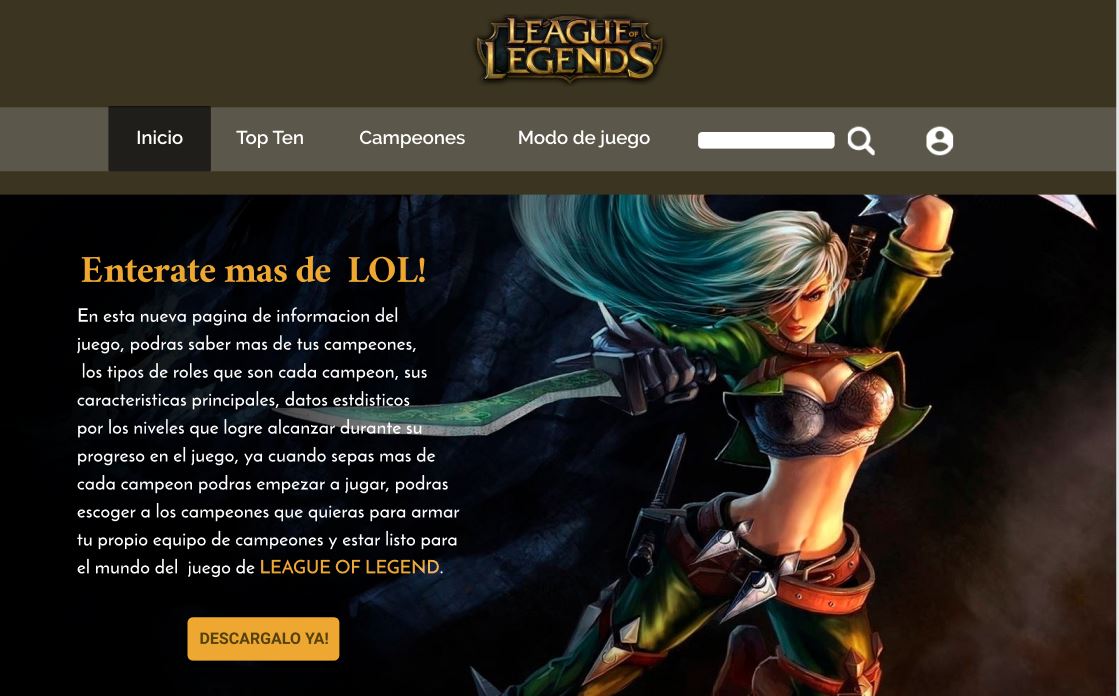 LEAGUE OF
LEGENDS
Inicio
Top Ten
Campeones
Modo de juego
Enterate mas de LOL!
En esta nueva pagina de informacion del
juego, podras saber mas de tus campeones,
los tipos de roles que son cada campeon, sus
caracteristicas principales, datos estdisticos
por los niveles que logre alcanzar durante su
progreso en el juego, ya cuando sepas mas de
cada campeon podras empezar a jugar, podras
escoger a los campeones que quieras para armar
tu propio equipo de campeones y estar listo para
el mundo del juego de LEAGUE OF LEGEND.
DESCARGALO YA!